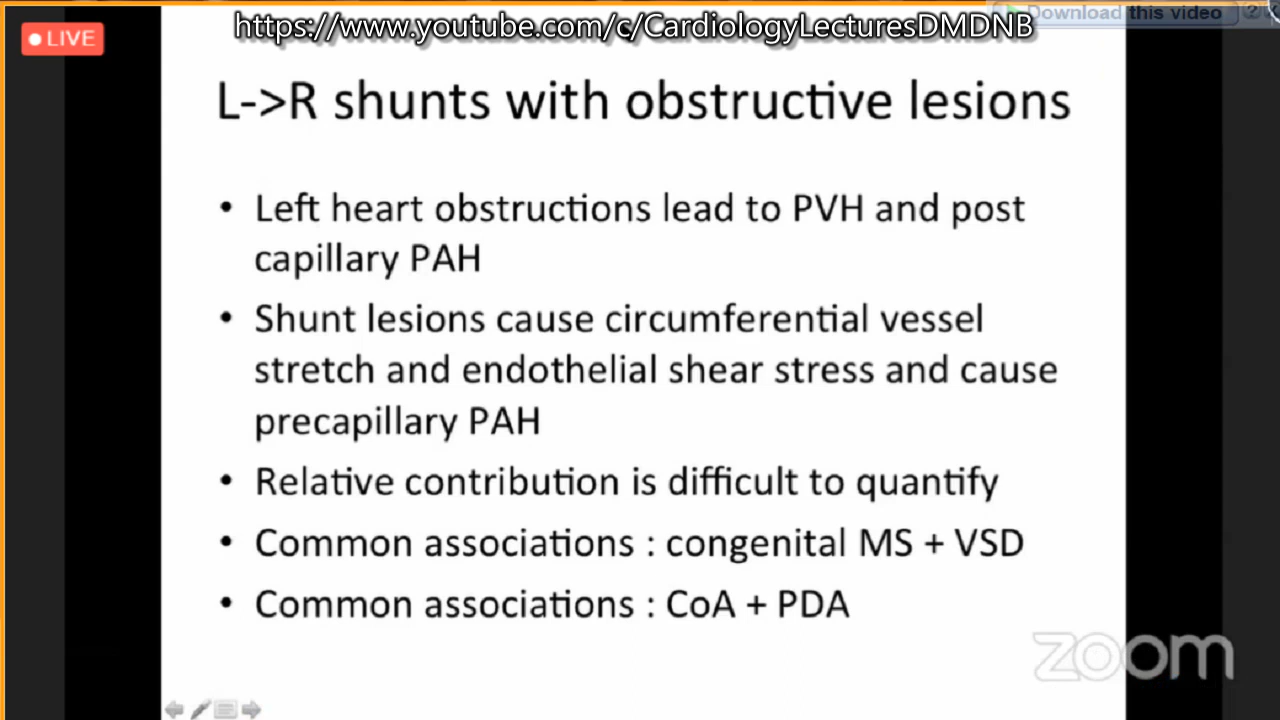 https://www.youtube.com/c/CardiologyLecturesDMDNB
Download this video
LIVE
L->R shunts with obstructive lesions
• Left heart obstructions lead to PVH and post
capillary PAH
• Shunt lesions cause circumferential vessel
stretch and endothelial shear stress and cause
precapillary PAH
• Relative contribution is difficult to quantify
• Common associations : congenital MS + VSD
• Common associations : CoA + PDA
zoom